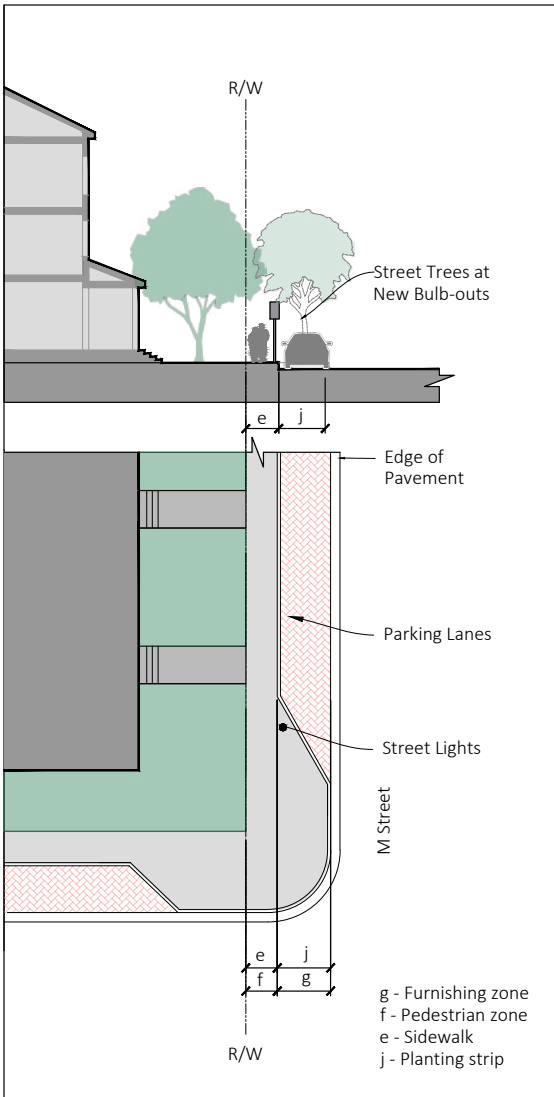 R/W
Street Trees at
New Bulb-outs
e
j
Edge of
Pavement
Parking Lanes
Street Lights
M Street
e
j
f
g
g - Furnishing zone
f - Pedestrian zone
e - Sidewalk
j - Planting strip
R/W